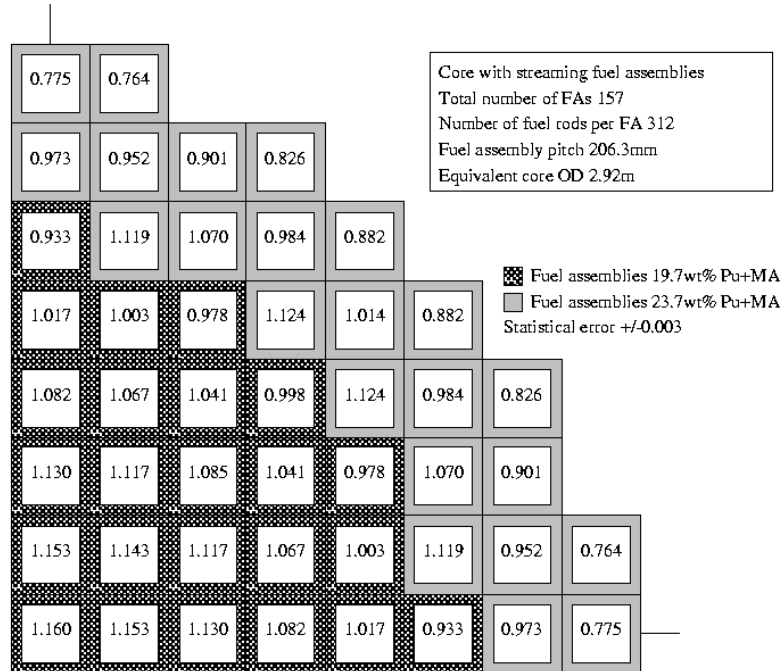 0.775 0.764
Core with streaming fuel assemblies
Total number of FAs 157
Number of fuel rods per FA 312
Fuel assembly pitch 206.3mm
Equivalent core OD 2.92m
0.973 0.952 0.901 0.826
0.933 1.119 1.070 0.984 0.882
Fuel assemblies 19.7wt% Pu+MA
Fuel assemblies 23.7wt% Pu+MA
Statistical error +/-0.003
1.017 1.003 0.978 1.124 1.014 0.882
1.082 1.067 1.041 0.998 1.124 0.984 0.826
1.130 1.117 1.085 1.041 0.978 1.070 0.901
1.153 1.143 1.117 1.067 1.003 1.119 0.952 0.764
1.160 1.153 1.130 1.082 1.017 0.933 0.973 0.775